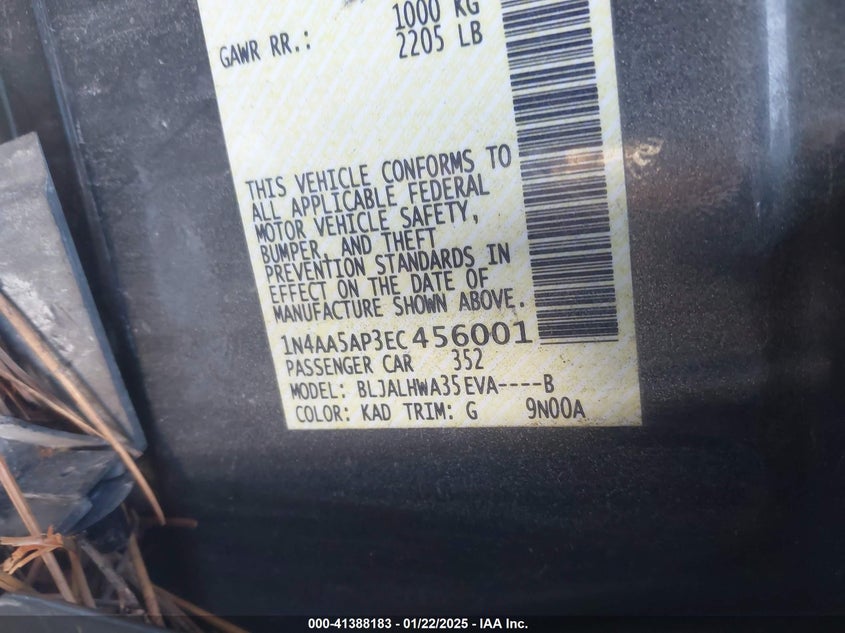 1000 KG
GAWR RR.: 2205 LB
THIS VEHICLE CONFORMS TO
ALL APPLICABLE FEDERAL
MOTOR VEHICLE SAFETY,
BUMPER, AND THEFT
PREVENTION STANDARDS IN
EFFECT ON THE DATE OF
MANUFACTURE SHOWN ABOVE.
1N4AA5AP3EC 456001
PASSENGER CAR 352
MODEL: BLJALHWA35EVA----B
COLOR: KAD TRIM: G 9N00A
000-41388183 - 01/22/2025 - IAA Inc.